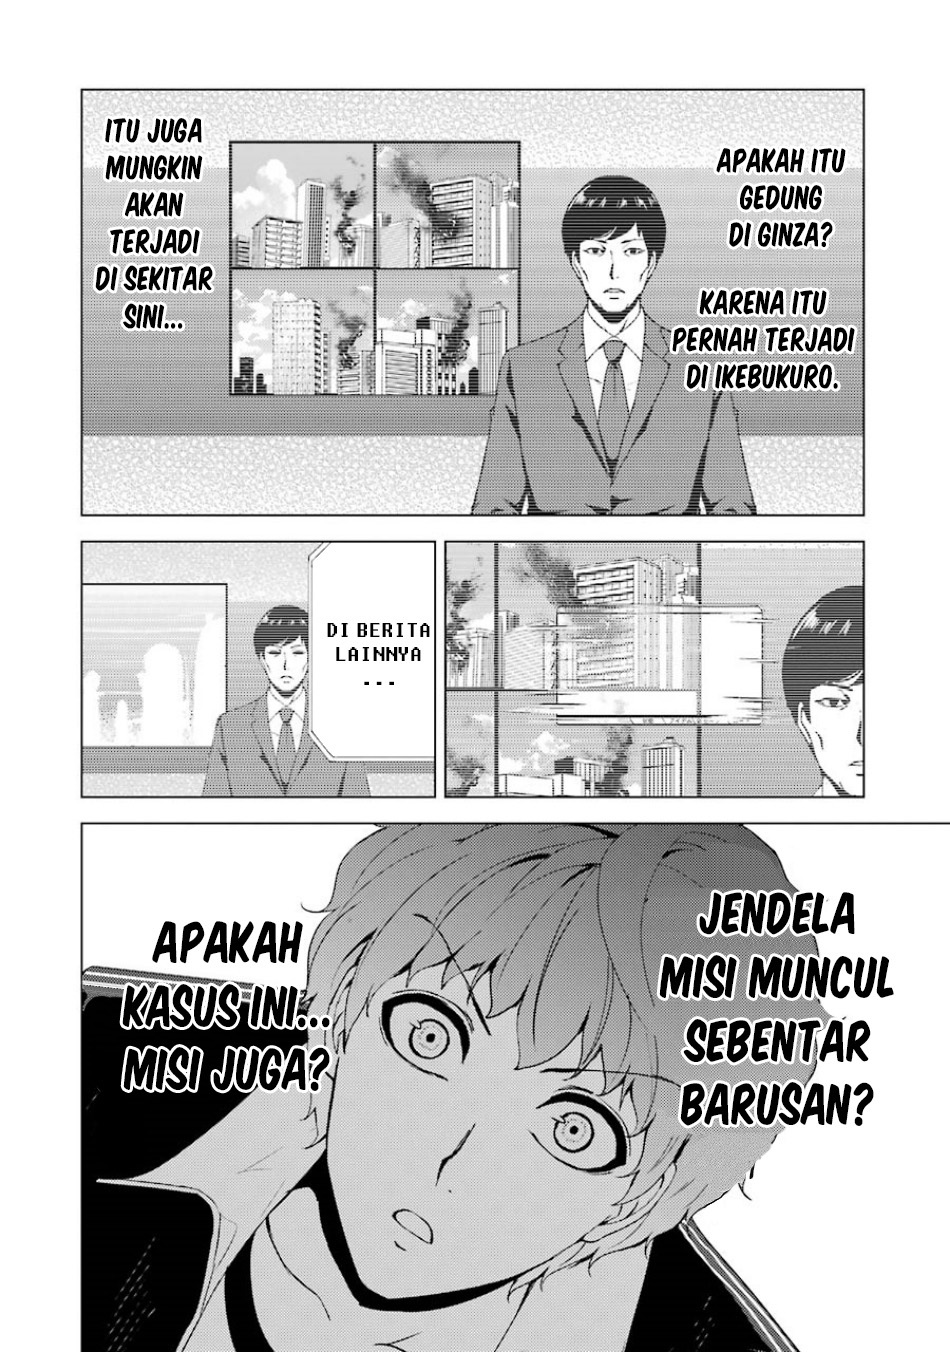 APAKAH ITU
GEDUNG
DI GINZA?
KARENA ITU
PERNAH TERJADI
DI IKEBUKURO.
ITU JUGA
MUNGKIN
AKAN
TERJADI
DI SEKITAR
SINI...
DI BERITA
LAINNYA
...
JENDELA
MISI MUNCUL
SEBENTAR
BARUSAN?
APAKAH
KASUS INI...
MISI JUGA?